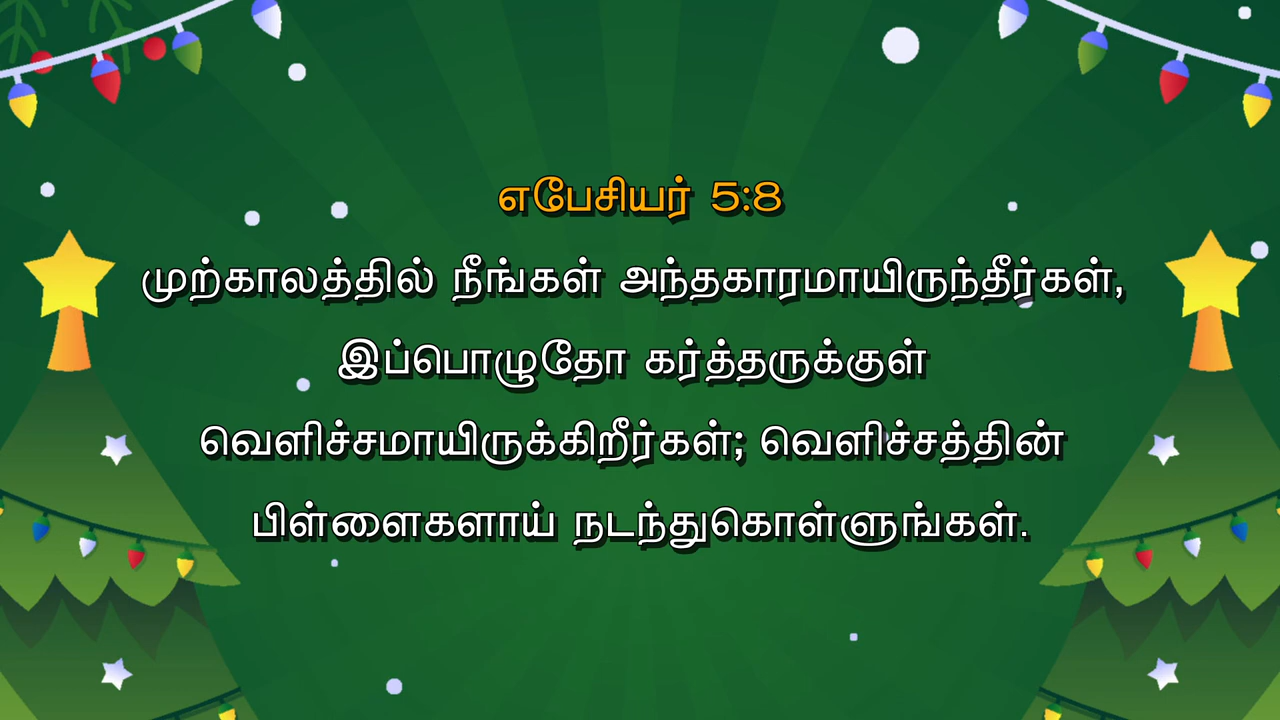 எபேசியர் 5:8
முற்காலத்தில் நீங்கள் அந்தகாரமாயிருந்தீர்கள்,
இப்பொழுதோ கர்த்தருக்குள்
வெளிச்சமாயிருக்கிறீர்கள்; வெளிச்சத்தின்
பிள்ளைகளாய் நடந்துகொள்ளுங்கள்.